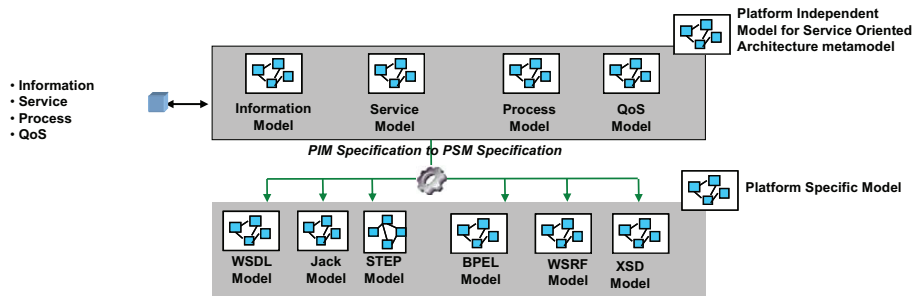 Platform Independent
Model for Service Oriented
Architecture metamodel
• Information
• Service
• Process
• QoS
Information
Model
Service
Model
Process
Model
QoS
Model
PIM Specification to PSM Specification
Platform Specific Model
WSDL
Model
Jack
Model
STEP
Model
BPEL
Model
WSRF
Model
XSD
Model